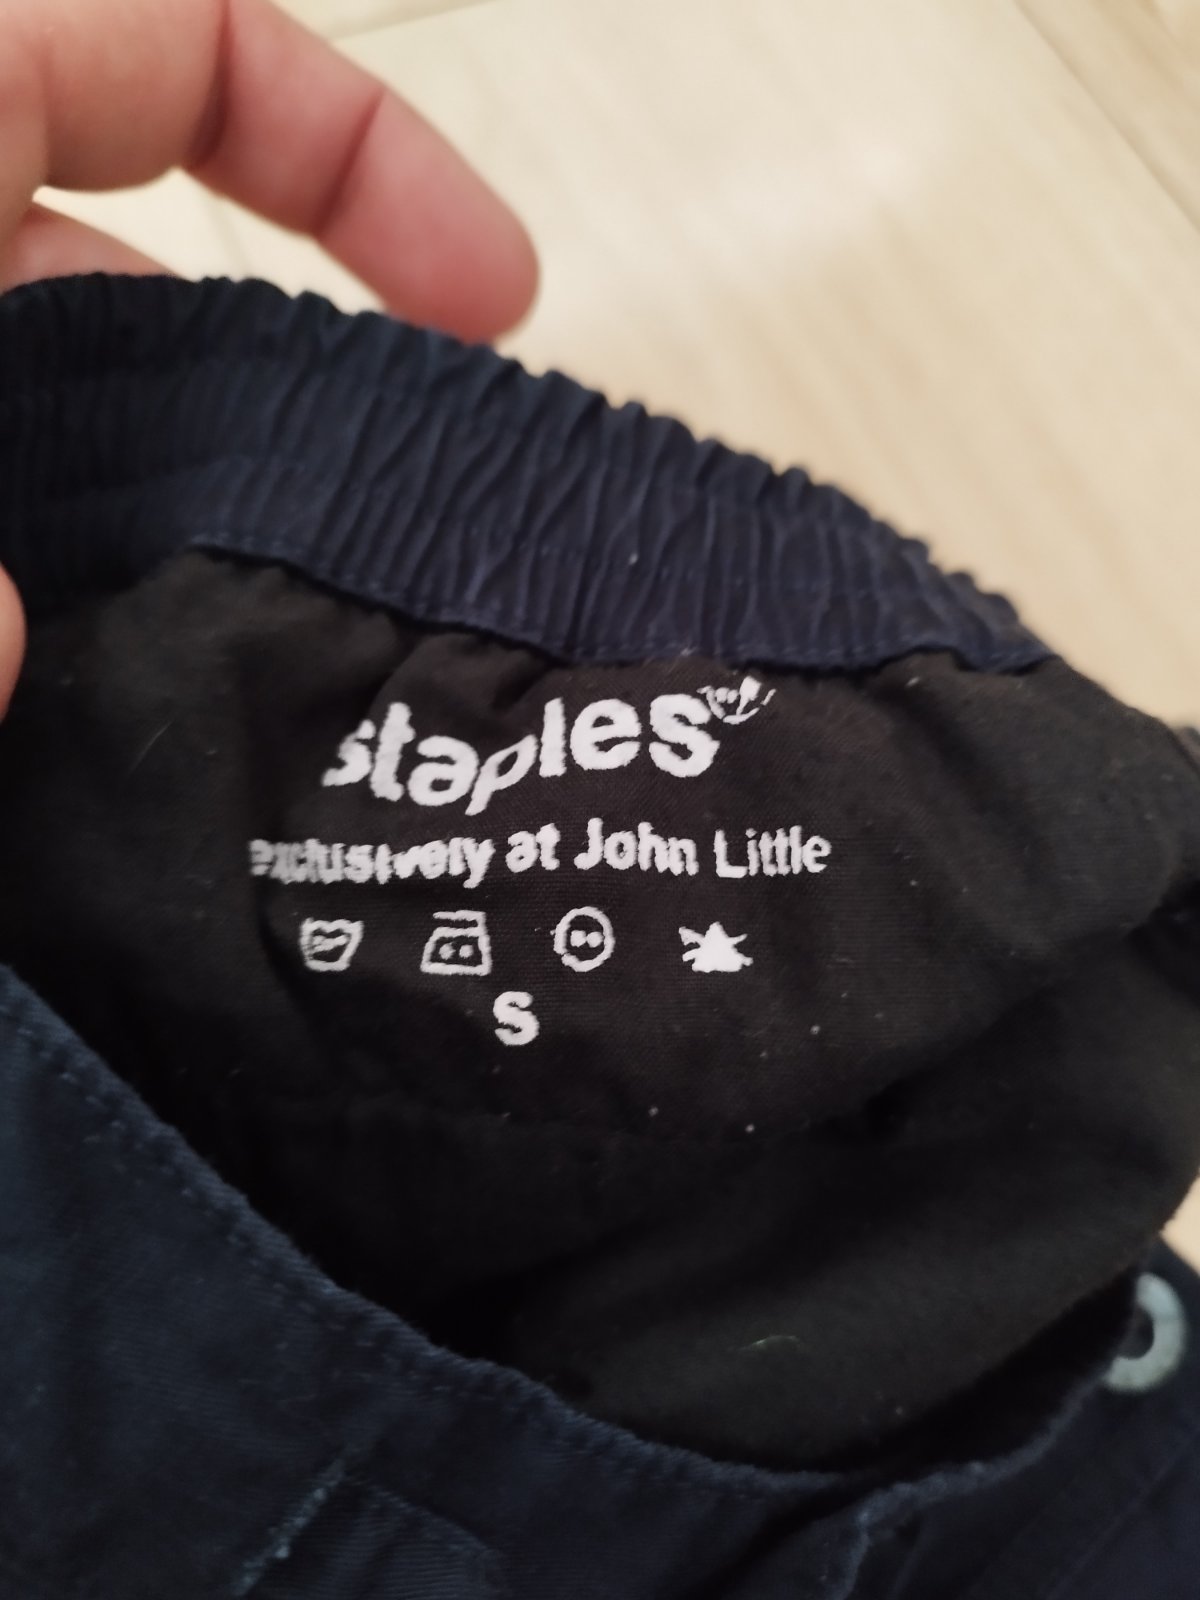 staples
exclusively at John Little
S